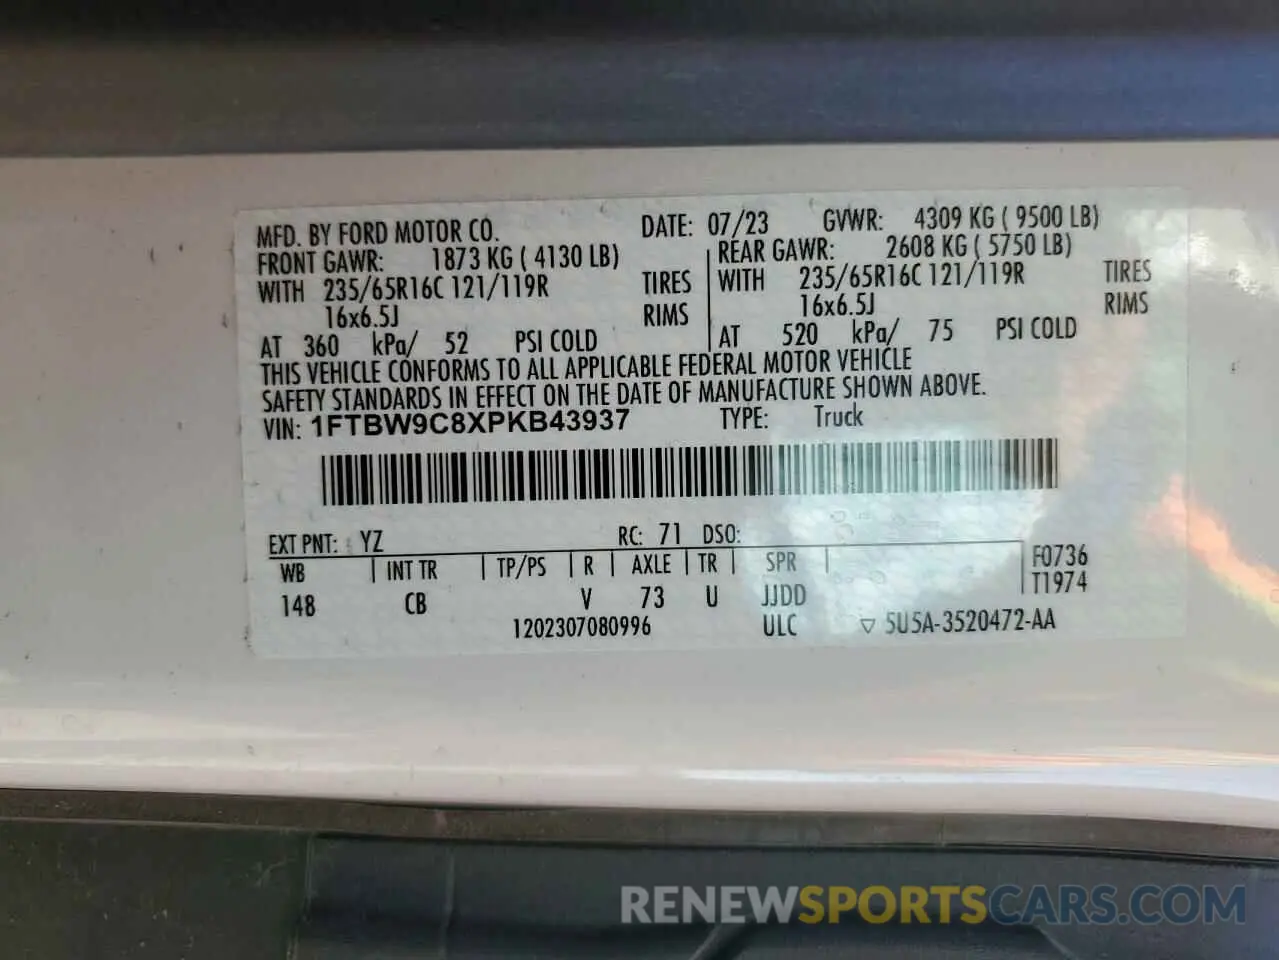 MFD. BY FORD MOTOR CO. DATE: 07/23 GVWR: 4309 KG ( 9500 LB)
FRONT GAWR: 1873 KG ( 4130 LB) REAR GAWR: 2608 KG ( 5750 LB)
WITH 235/65R16C 121/119R TIRES WITH 235/65R16C 121/119R TIRES
16x6.5J RIMS 16x6.5J RIMS
AT 360 kPa/ 52 PSI COLD AT 520 kPa/ 75 PSI COLD
THIS VEHICLE CONFORMS TO ALL APPLICABLE FEDERAL MOTOR VEHICLE
SAFETY STANDARDS IN EFFECT ON THE DATE OF MANUFACTURE SHOWN ABOVE.
VIN: 1FTBW9C8XPKB43937 TYPE: Truck
EXT PNT: YZ RC: 71 DSO:
WB INT TR TP/PS R AXLE TR SPR F0736
148 CB V 73 U JJDD T1974
1202307080996 ULC ▽ 5U5A-3520472-AA
RENEWSPORTSCARS.COM